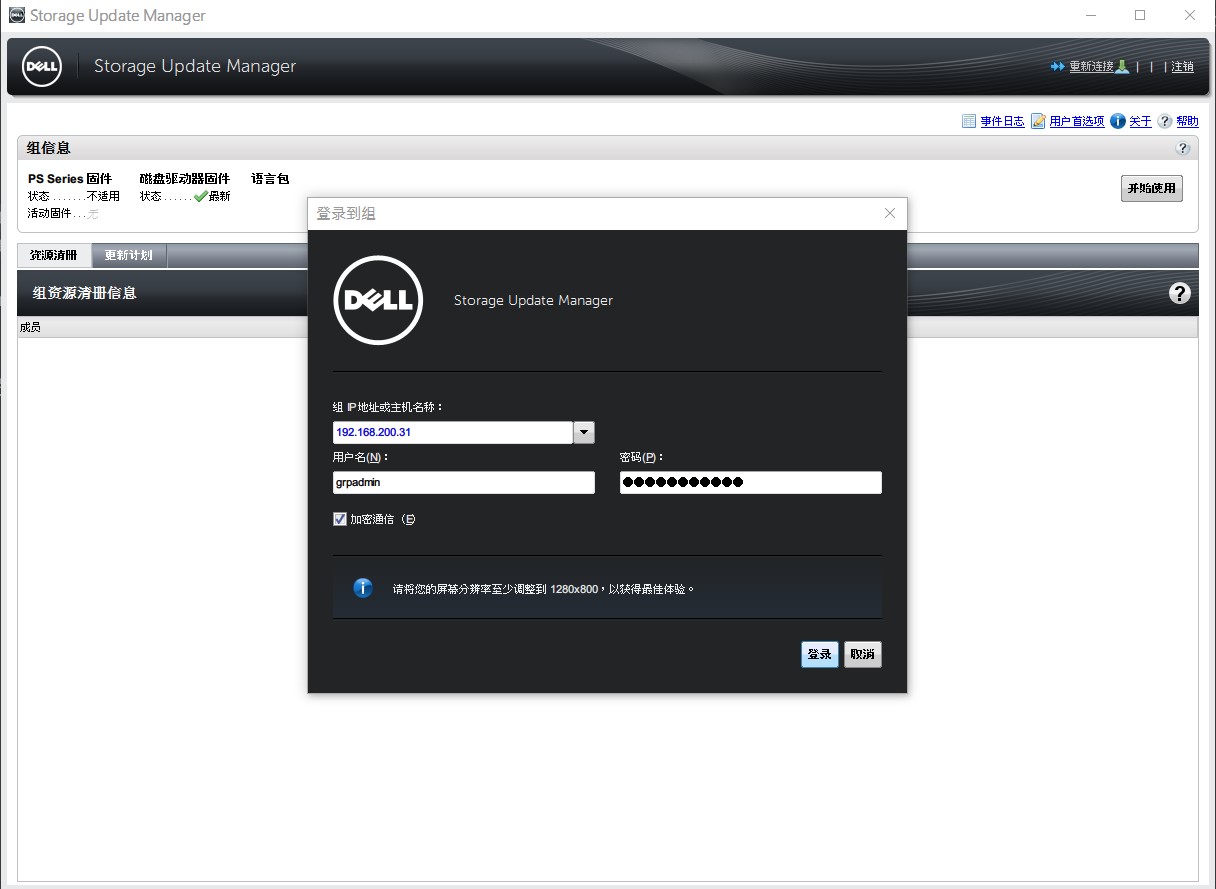 Storage Update Manager
DELL Storage Update Manager 重新连接 | | | 注销
事件日志 用户首选项 关于 帮助
组信息
PS Series 固件 磁盘驱动器固件 语言包
状态.......不适用 状态......最新
活动固件...无
开始使用
资源清册 更新计划
组资源清册信息
成员
登录到组
DELL Storage Update Manager
组 IP 地址或主机名称：
192.168.200.31
用户名(N)： 密码(P)：
grpadmin ●●●●●●●●●●●
加密通信 (E)
请将您的屏幕分辨率至少调整到 1280x800，以获得最佳体验。
登录 取消